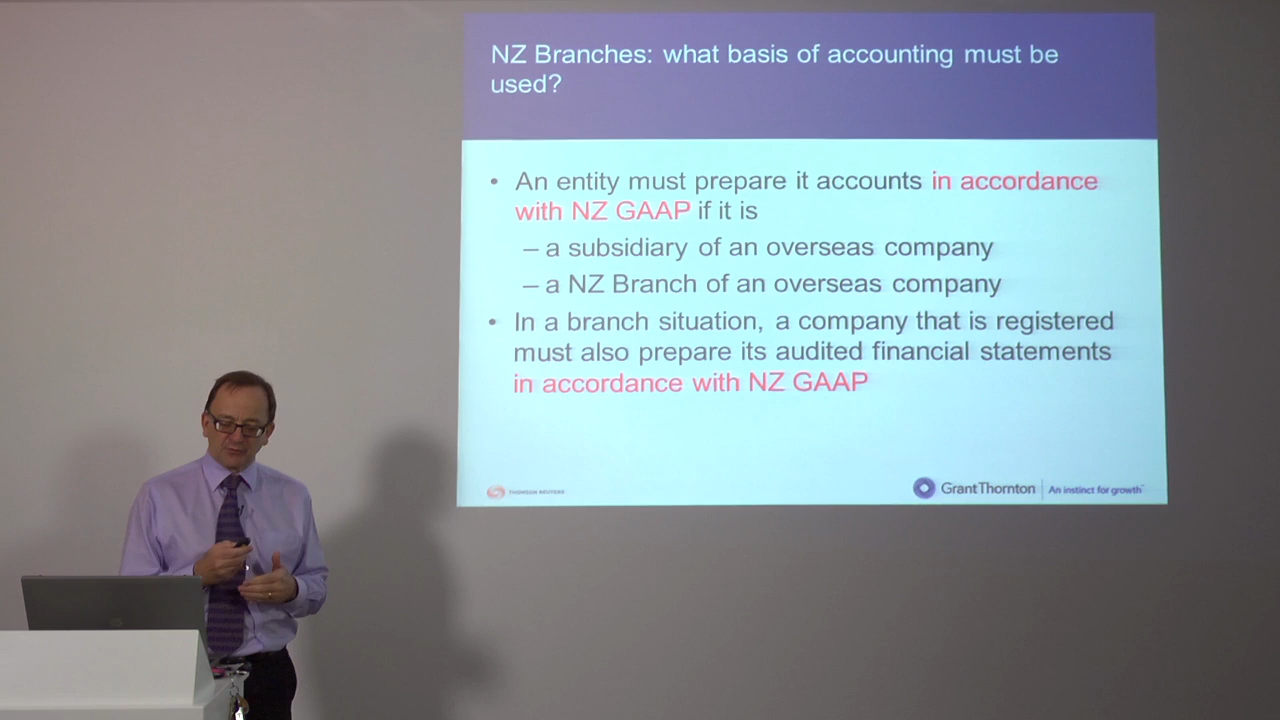 NZ Branches: what basis of accounting must be
used?
• An entity must prepare it accounts in accordance
with NZ GAAP if it is
– a subsidiary of an overseas company
– a NZ Branch of an overseas company
• In a branch situation, a company that is registered
must also prepare its audited financial statements
in accordance with NZ GAAP
THOMSON REUTERS
GrantThornton An instinct for growth™